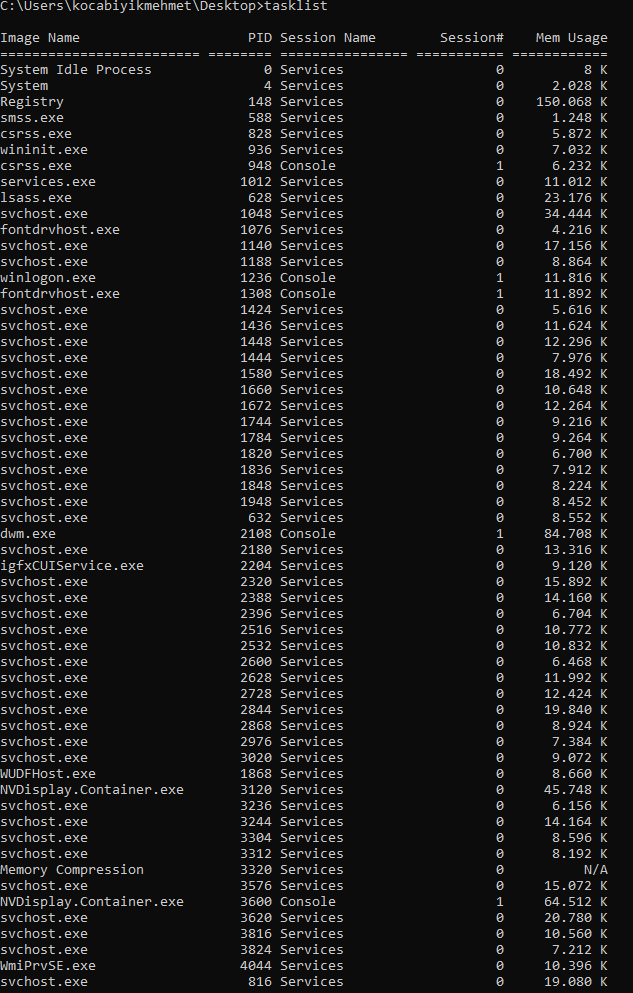 C:\Users\kocabiyikmehmet\Desktop>tasklist

Image Name                     PID Session Name        Session#    Mem Usage
========================= ======== ================ =========== ============
System Idle Process              0 Services                   0          8 K
System                           4 Services                   0      2.028 K
Registry                       148 Services                   0    150.068 K
smss.exe                       588 Services                   0      1.248 K
csrss.exe                      828 Services                   0      5.872 K
wininit.exe                    936 Services                   0      7.032 K
csrss.exe                      948 Console                    1      6.232 K
services.exe                  1012 Services                   0     11.012 K
lsass.exe                      628 Services                   0     23.176 K
svchost.exe                   1048 Services                   0     34.444 K
fontdrvhost.exe               1076 Services                   0      4.216 K
svchost.exe                   1140 Services                   0     17.156 K
svchost.exe                   1188 Services                   0      8.864 K
winlogon.exe                  1236 Console                    1     11.816 K
fontdrvhost.exe               1308 Console                    1     11.892 K
svchost.exe                   1424 Services                   0      5.616 K
svchost.exe                   1436 Services                   0     11.624 K
svchost.exe                   1448 Services                   0     12.296 K
svchost.exe                   1444 Services                   0      7.976 K
svchost.exe                   1580 Services                   0     18.492 K
svchost.exe                   1660 Services                   0     10.648 K
svchost.exe                   1672 Services                   0     12.264 K
svchost.exe                   1744 Services                   0      9.216 K
svchost.exe                   1784 Services                   0      9.264 K
svchost.exe                   1820 Services                   0      6.700 K
svchost.exe                   1836 Services                   0      7.912 K
svchost.exe                   1848 Services                   0      8.224 K
svchost.exe                   1948 Services                   0      8.452 K
svchost.exe                    632 Services                   0      8.552 K
dwm.exe                       2108 Console                    1     84.708 K
svchost.exe                   2180 Services                   0     13.316 K
igfxCUIService.exe            2204 Services                   0      9.120 K
svchost.exe                   2320 Services                   0     15.892 K
svchost.exe                   2388 Services                   0     14.160 K
svchost.exe                   2396 Services                   0      6.704 K
svchost.exe                   2516 Services                   0     10.772 K
svchost.exe                   2532 Services                   0     10.832 K
svchost.exe                   2600 Services                   0      6.468 K
svchost.exe                   2628 Services                   0     11.992 K
svchost.exe                   2728 Services                   0     12.424 K
svchost.exe                   2844 Services                   0     19.840 K
svchost.exe                   2868 Services                   0      8.924 K
svchost.exe                   2976 Services                   0      7.384 K
svchost.exe                   3020 Services                   0      9.072 K
WUDFHost.exe                  1868 Services                   0      8.660 K
NVDisplay.Container.exe       3120 Services                   0     45.748 K
svchost.exe                   3236 Services                   0      6.156 K
svchost.exe                   3244 Services                   0     14.164 K
svchost.exe                   3304 Services                   0      8.596 K
svchost.exe                   3312 Services                   0      8.192 K
Memory Compression            3320 Services                   0          N/A
svchost.exe                   3576 Services                   0     15.072 K
NVDisplay.Container.exe       3600 Console                    1     64.512 K
svchost.exe                   3620 Services                   0     20.780 K
svchost.exe                   3816 Services                   0     10.560 K
svchost.exe                   3824 Services                   0      7.212 K
WmiPrvSE.exe                  4044 Services                   0     10.396 K
svchost.exe                    816 Services                   0     19.080 K